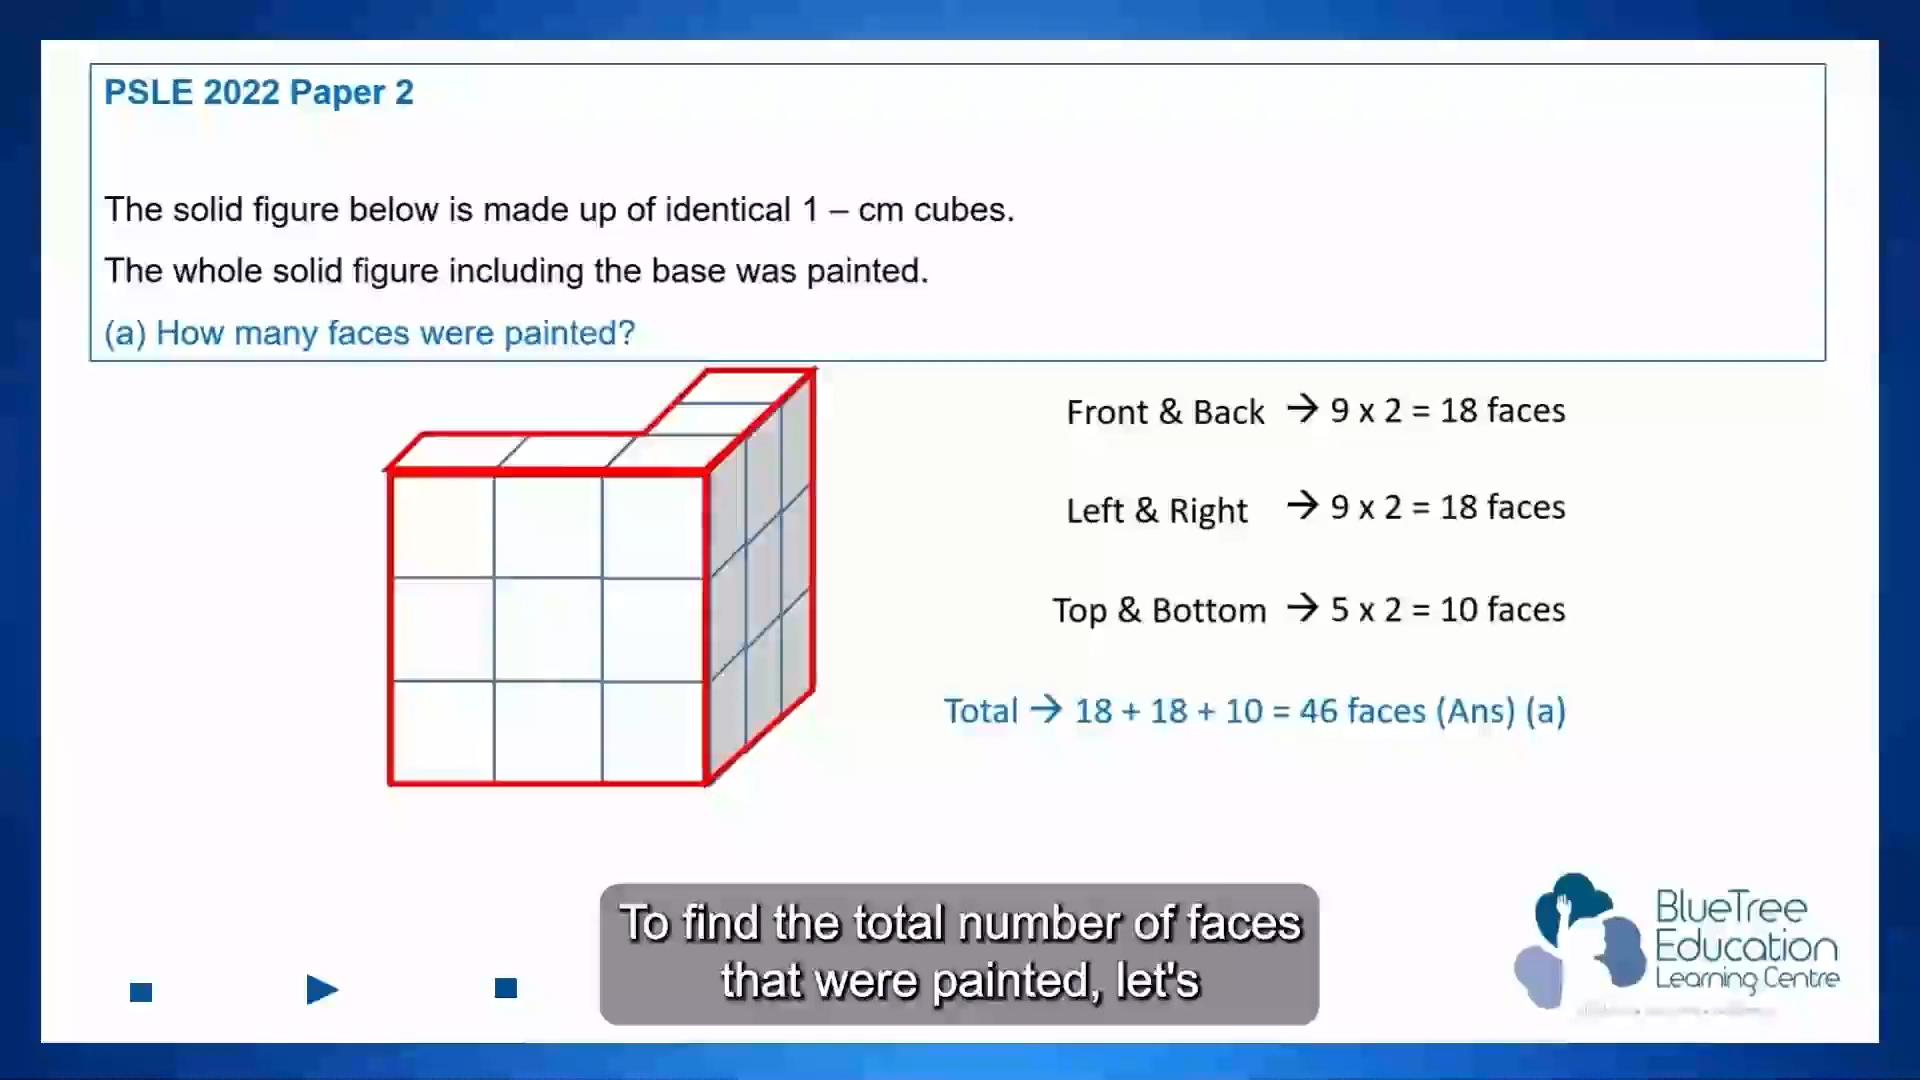 PSLE 2022 Paper 2
The solid figure below is made up of identical 1 – cm cubes.
The whole solid figure including the base was painted.
(a) How many faces were painted?
Front & Back → 9 x 2 = 18 faces
Left & Right → 9 x 2 = 18 faces
Top & Bottom → 5 x 2 = 10 faces
Total → 18 + 18 + 10 = 46 faces (Ans) (a)
To find the total number of faces
that were painted, let's
BlueTree
Education
Learning Centre